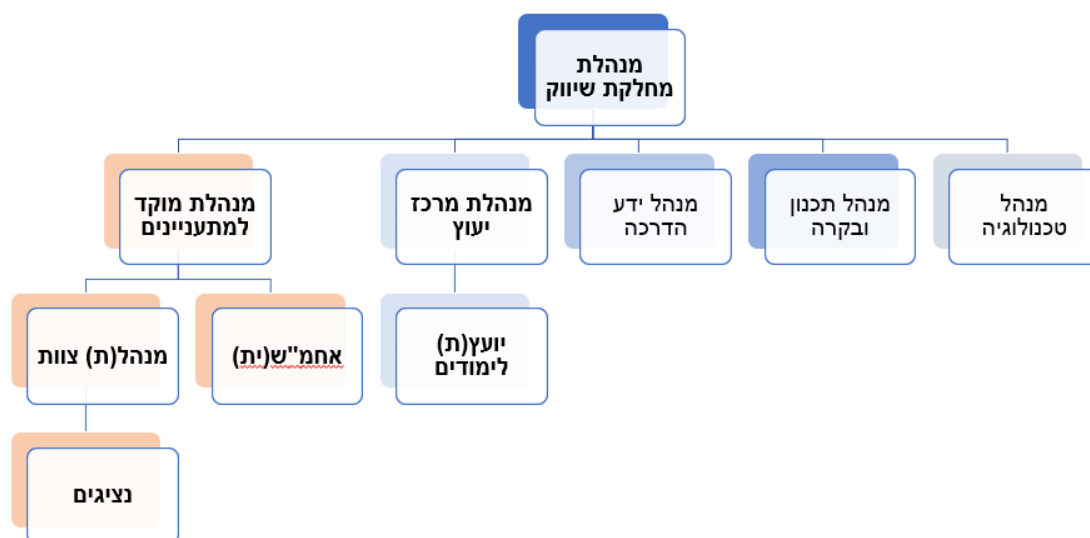 מנהלת
מחלקת שיווק
מנהלת מוקד
למתעניינים
מנהלת מרכז
יעוץ
מנהל ידע
הדרכה
מנהל תכנון
ובקרה
מנהל
טכנולוגיה
מנהל(ת) צוות
אחמ"ש(ית)
יועץ(ת)
לימודים
נציגים